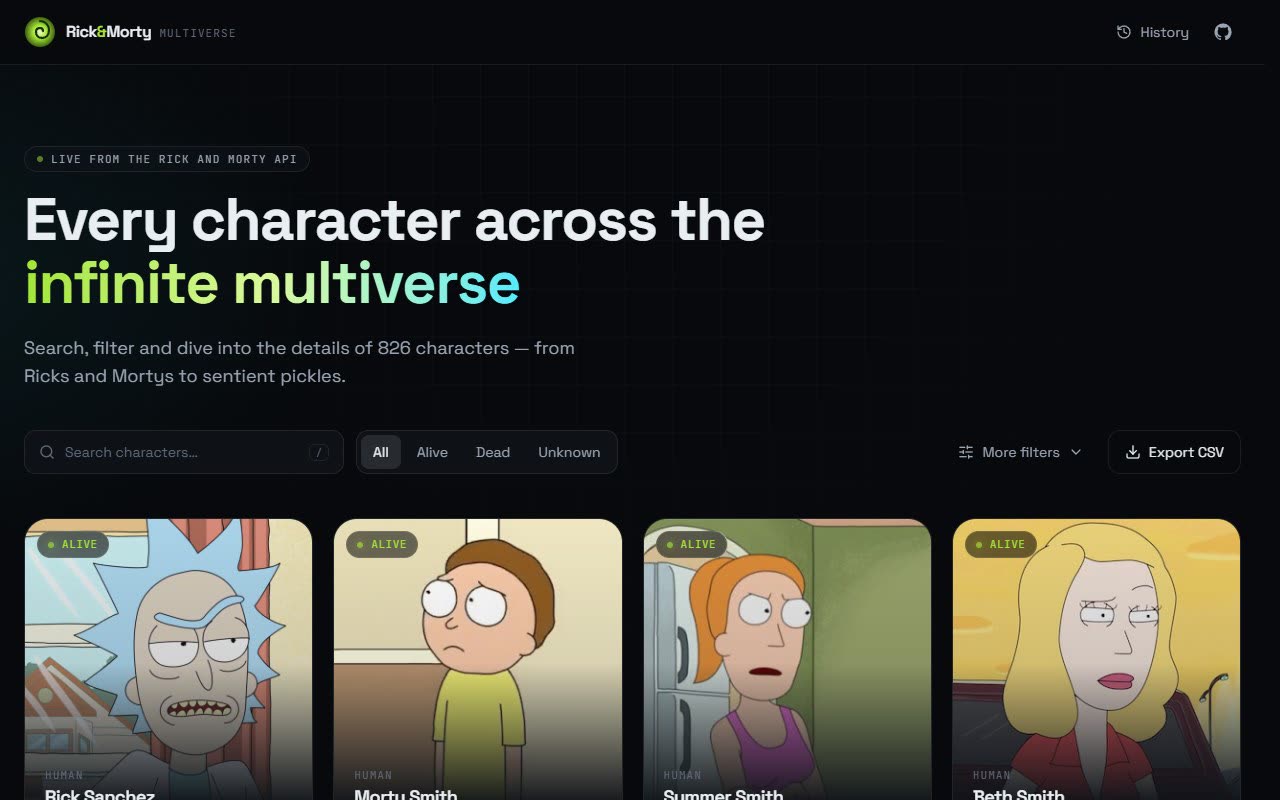 Rick&Morty MULTIVERSE
History
LIVE FROM THE RICK AND MORTY API
Every character across the
infinite multiverse
Search, filter and dive into the details of 826 characters — from
Ricks and Mortys to sentient pickles.
Search characters...
/
All
Alive
Dead
Unknown
More filters
Export CSV
ALIVE
HUMAN
Rick Sanchez
ALIVE
HUMAN
Morty Smith
ALIVE
HUMAN
Summer Smith
ALIVE
HUMAN
Beth Smith